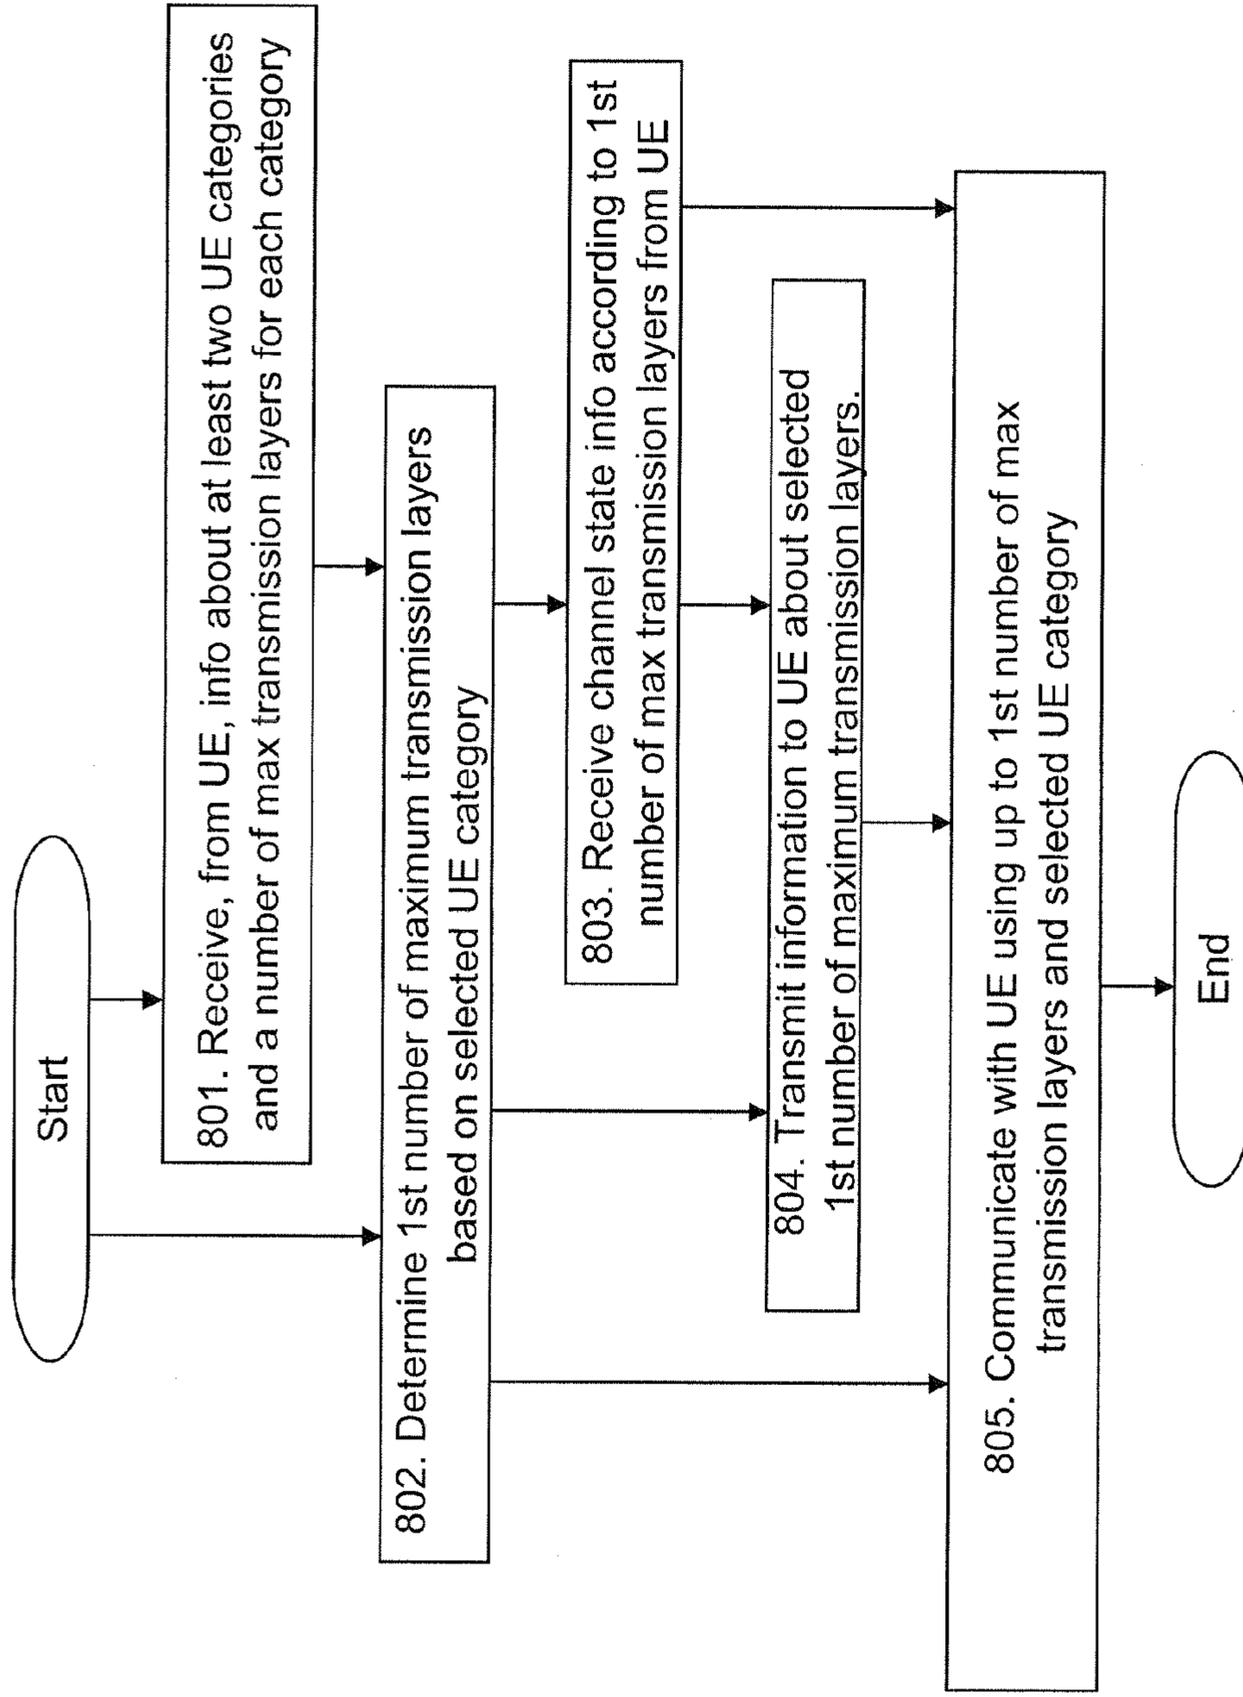 Start
801. Receive, from UE, info about at least two UE categories
and a number of max transmission layers for each category
802. Determine 1st number of maximum transmission layers
based on selected UE category
803. Receive channel state info according to 1st
number of max transmission layers from UE
804. Transmit information to UE about selected
1st number of maximum transmission layers.
805. Communicate with UE using up to 1st number of max
transmission layers and selected UE category
End